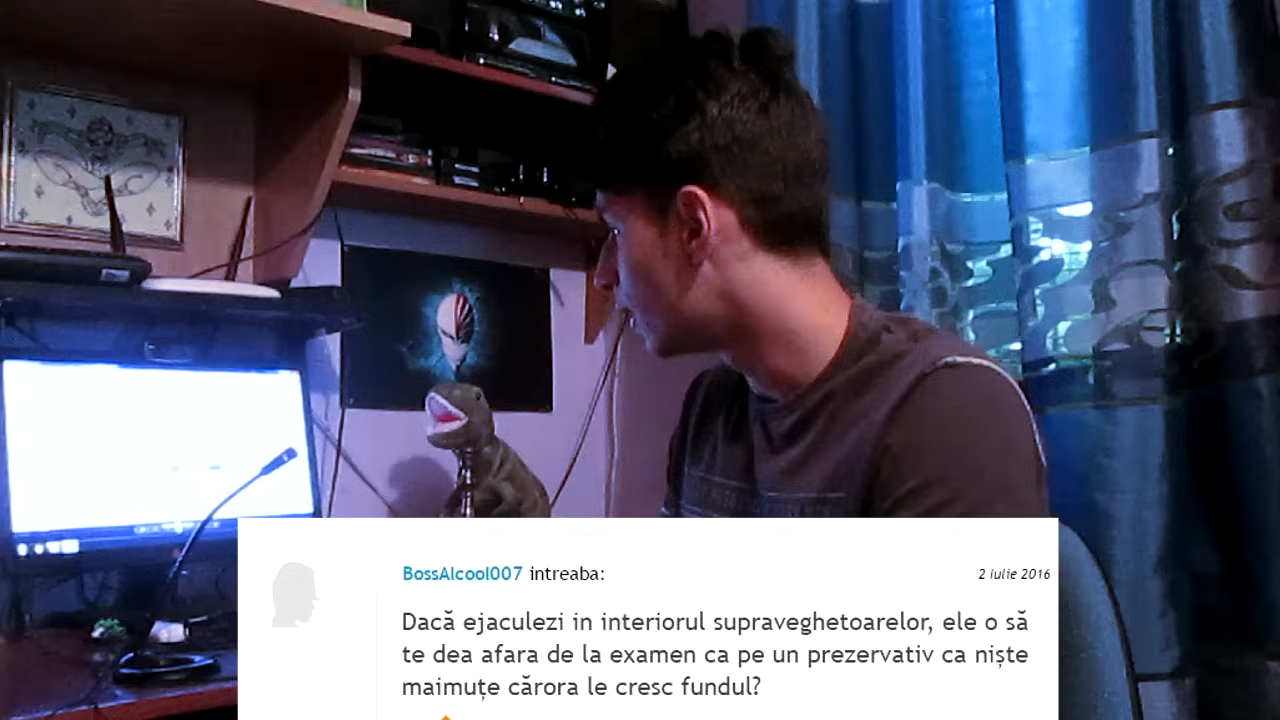 BossAlcool007 intreaba:
2 iulie 2016
Dacă ejaculezi in interiorul supraveghetoarelor, ele o să
te dea afara de la examen ca pe un prezervativ ca niște
maimuțe cărora le cresc fundul?